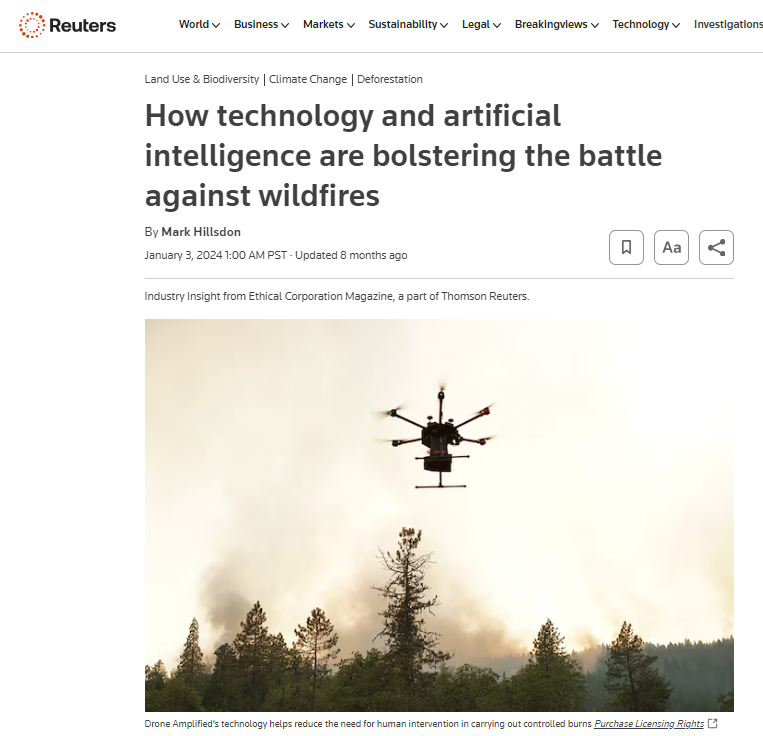 Reuters
World Business Markets Sustainability Legal Breakingviews Technology Investigations
Land Use & Biodiversity | Climate Change | Deforestation
How technology and artificial
intelligence are bolstering the battle
against wildfires
By Mark Hillsdon
January 3, 2024 1:00 AM PST · Updated 8 months ago
Aa
Industry Insight from Ethical Corporation Magazine, a part of Thomson Reuters.
Drone Amplified's technology helps reduce the need for human intervention in carrying out controlled burns Purchase Licensing Rights